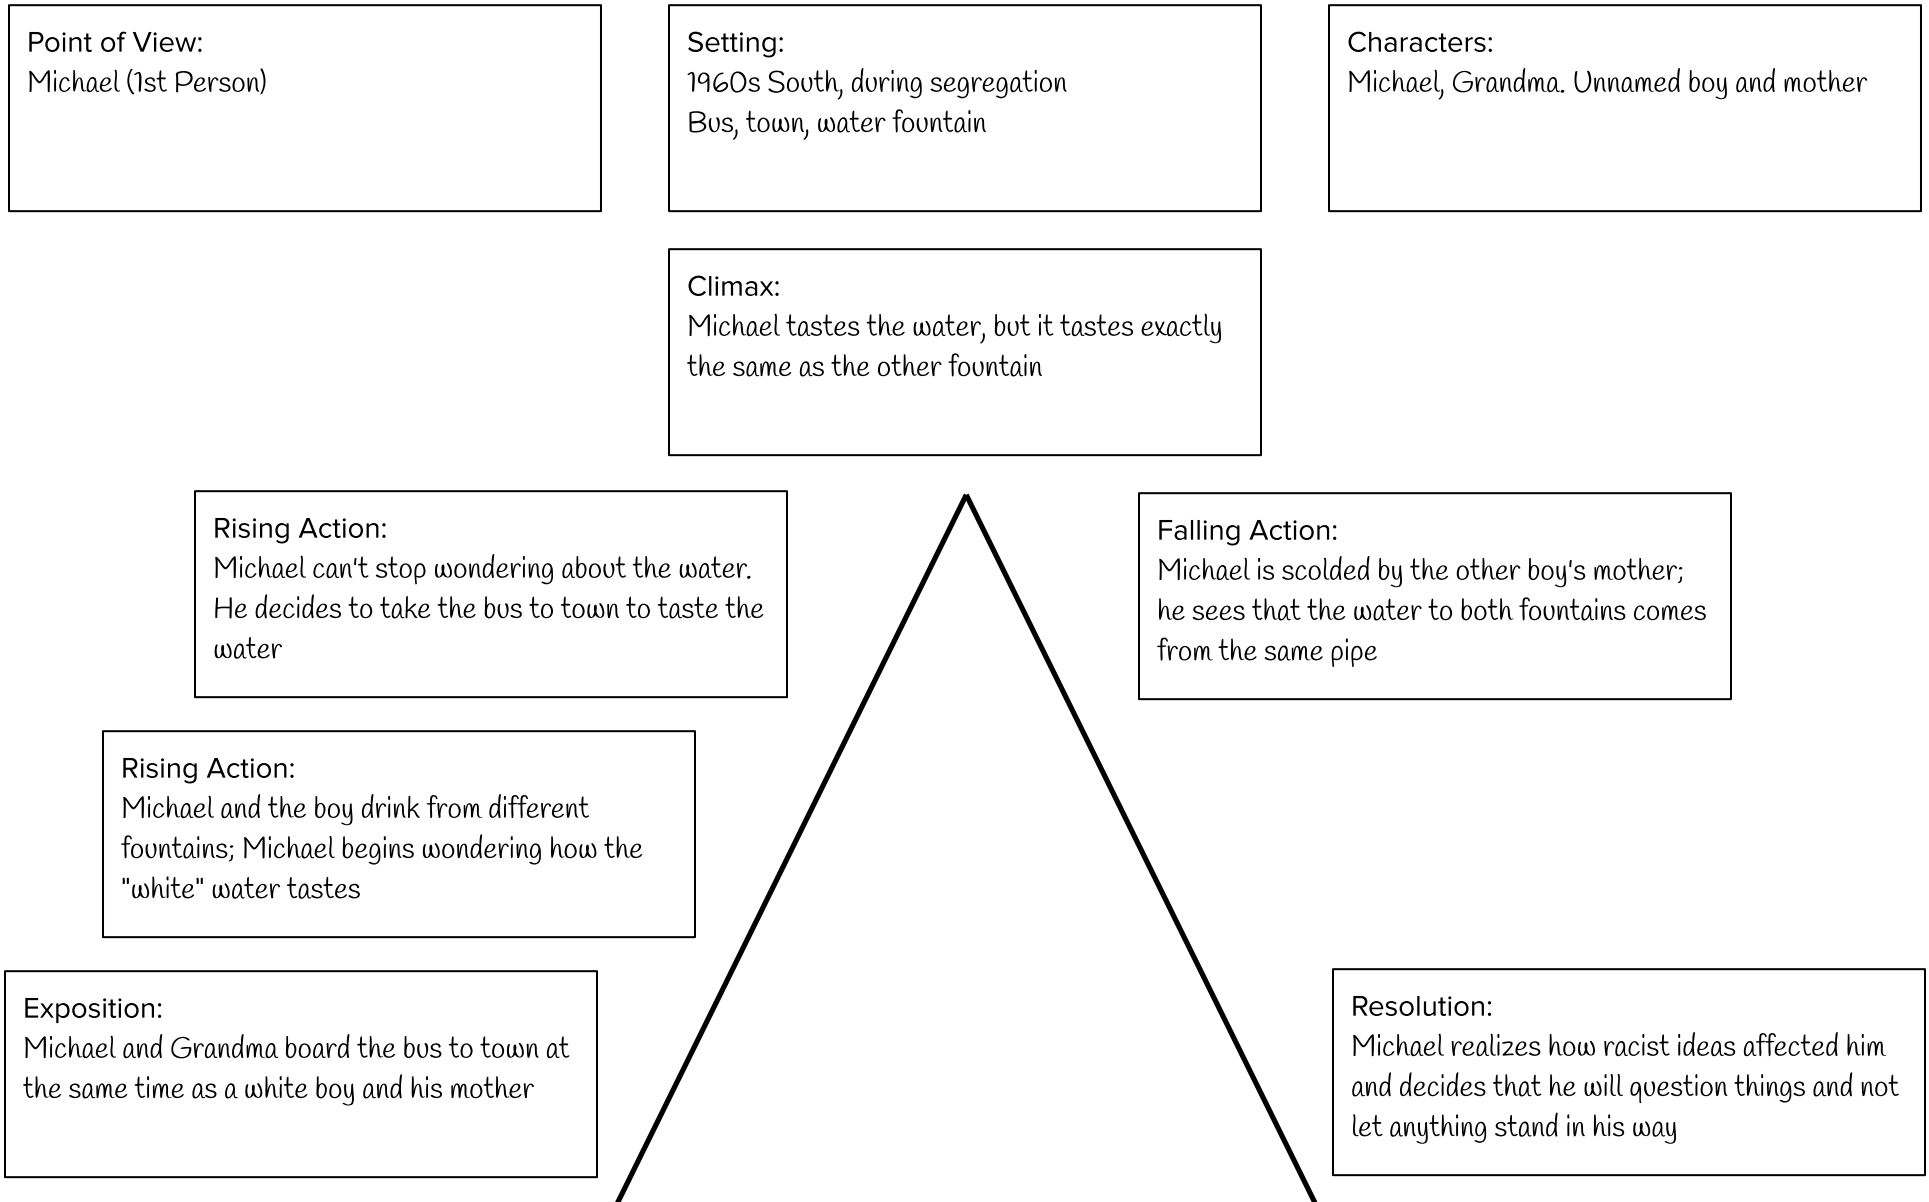 Point of View:
Michael (1st Person)
Setting:
1960s South, during segregation
Bus, town, water fountain
Characters:
Michael, Grandma. Unnamed boy and mother
Climax:
Michael tastes the water, but it tastes exactly
the same as the other fountain
Rising Action:
Michael can't stop wondering about the water.
He decides to take the bus to town to taste the
water
Falling Action:
Michael is scolded by the other boy's mother;
he sees that the water to both fountains comes
from the same pipe
Rising Action:
Michael and the boy drink from different
fountains; Michael begins wondering how the
"white" water tastes
Exposition:
Michael and Grandma board the bus to town at
the same time as a white boy and his mother
Resolution:
Michael realizes how racist ideas affected him
and decides that he will question things and not
let anything stand in his way